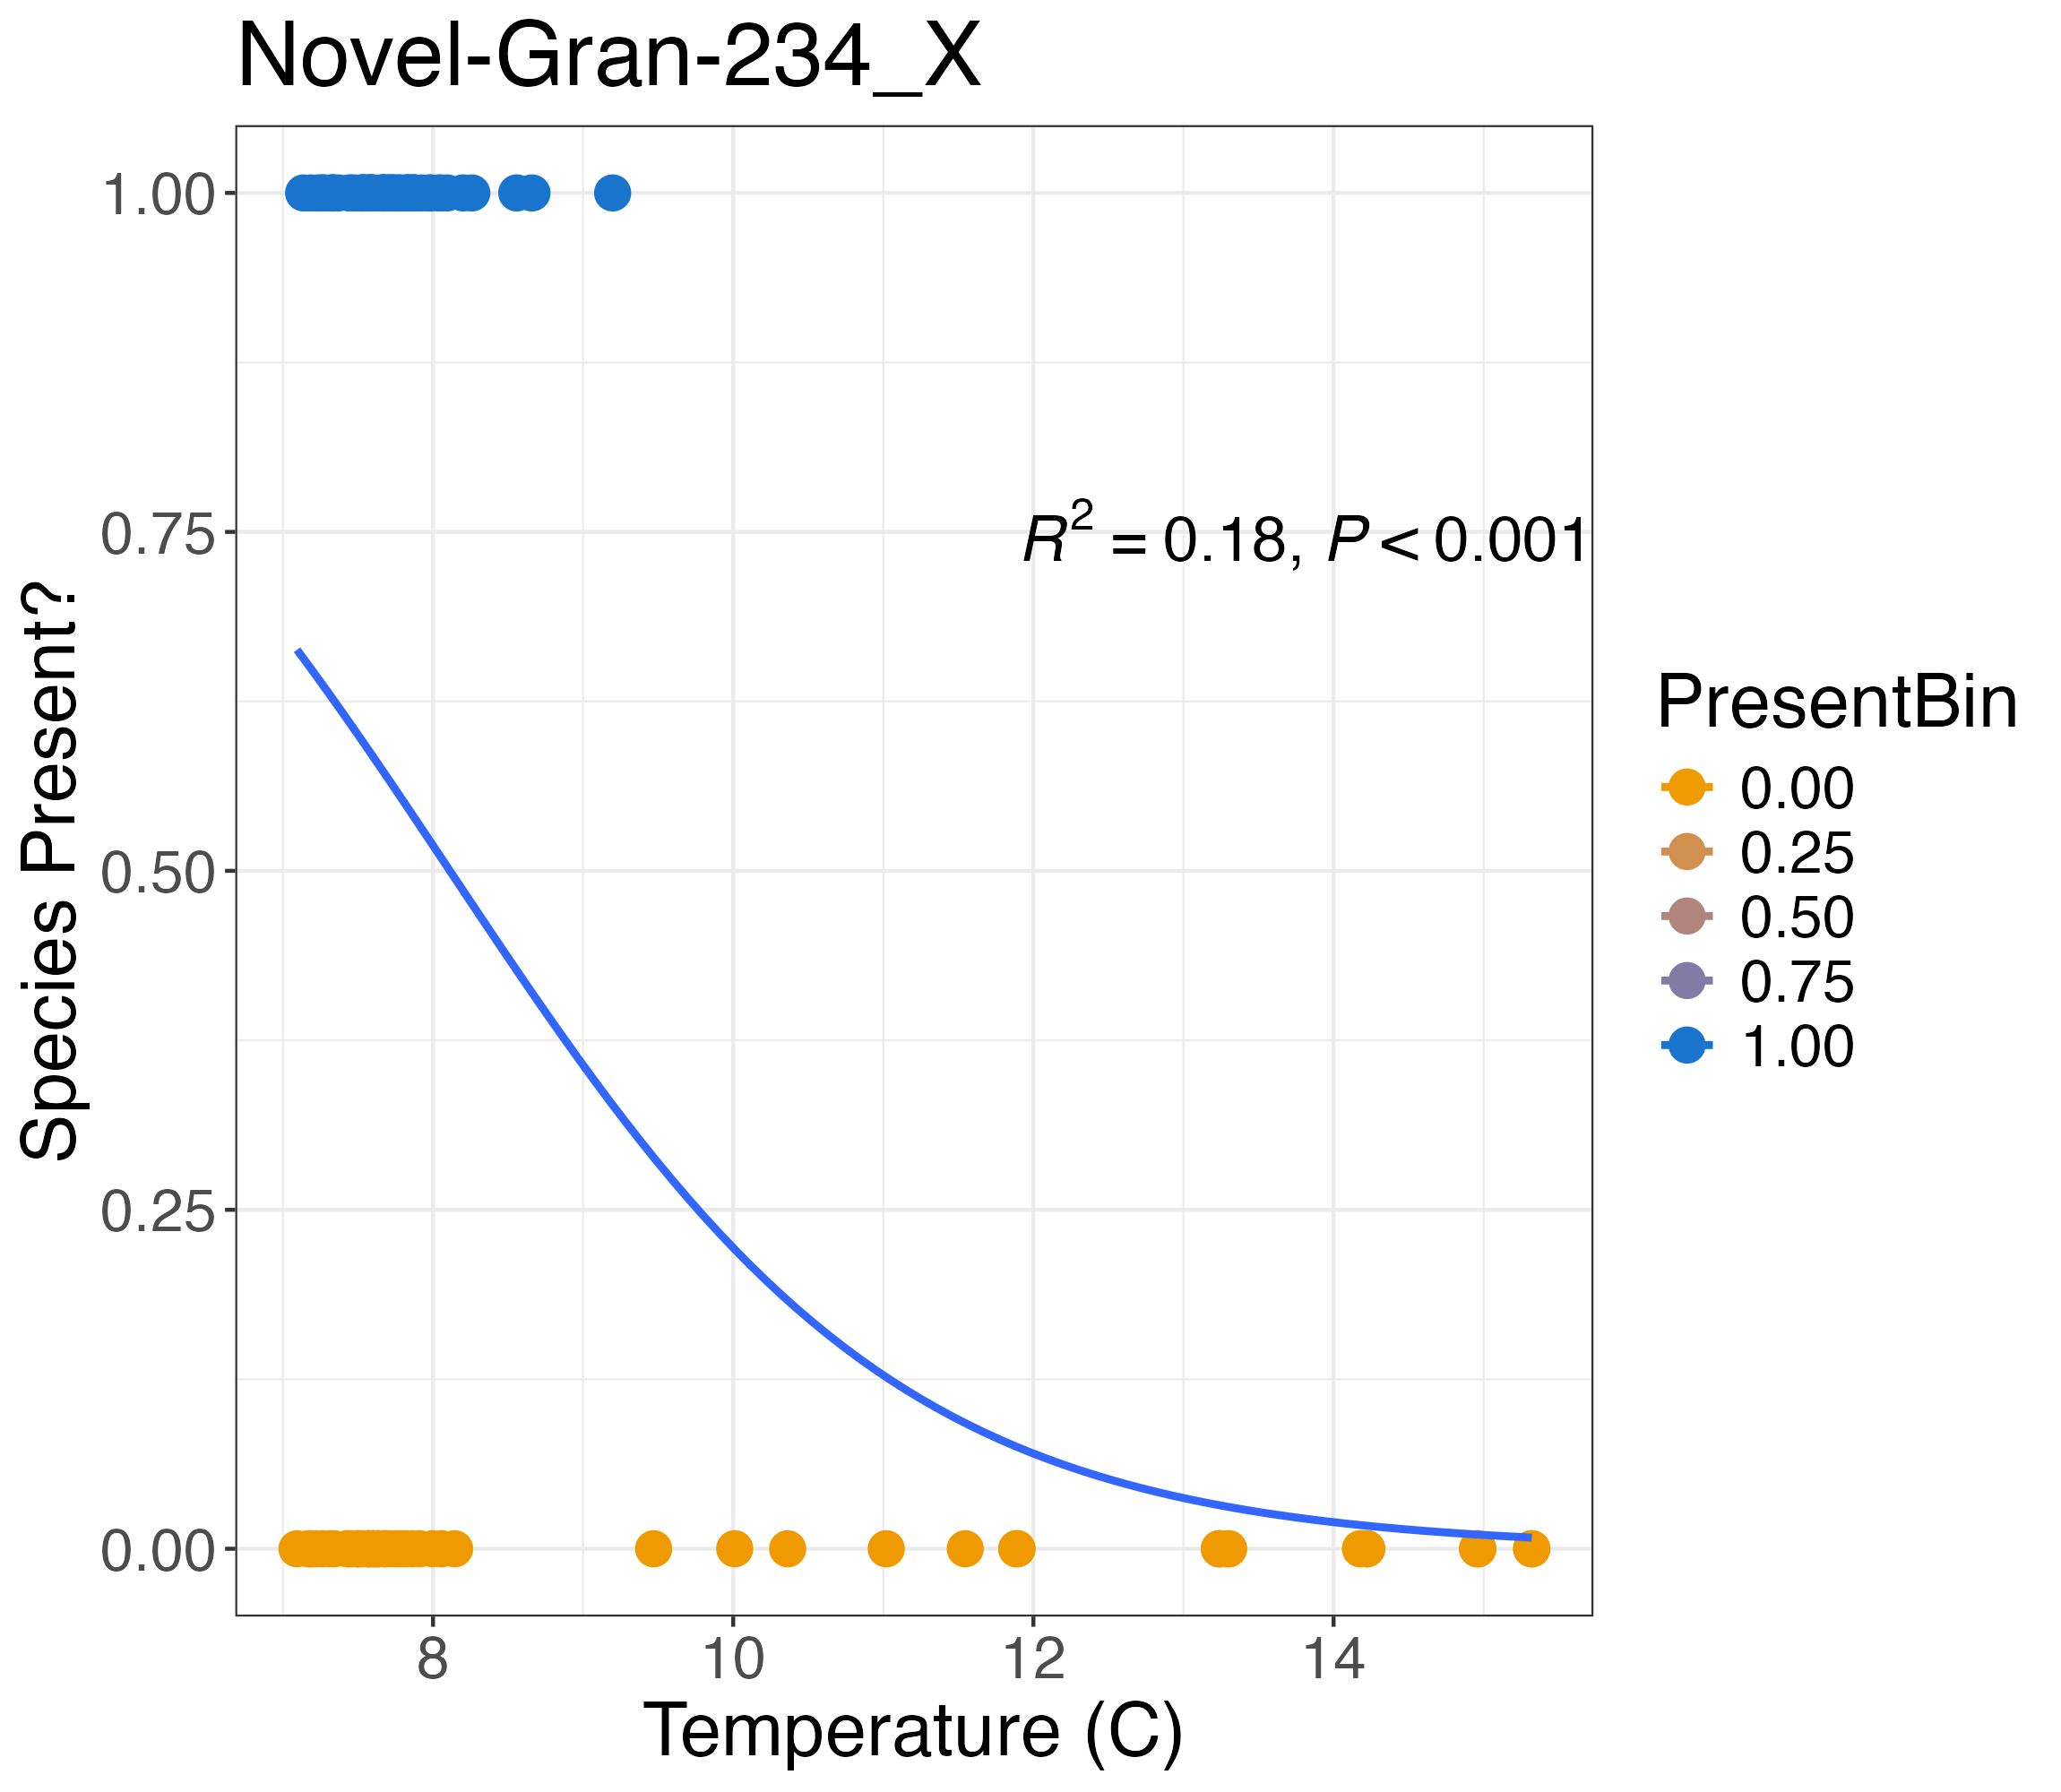 Novel-Gran-234_X
1.00
0.75
0.50
0.25
0.00
Species Present?
R² = 0.18, P < 0.001
8 10 12 14
Temperature (C)
PresentBin
0.00
0.25
0.50
0.75
1.00